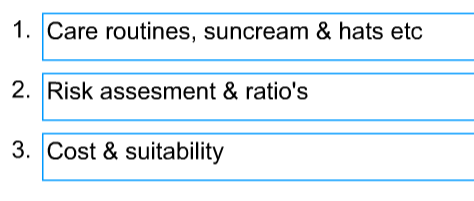 1. Care routines, suncream & hats etc
2. Risk assesment & ratio's
3. Cost & suitability